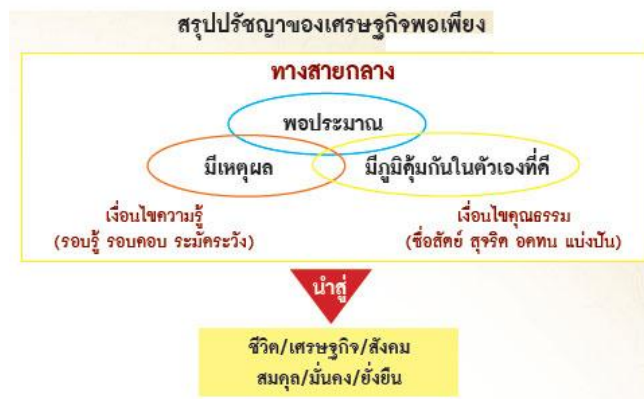 สรุปปรัชญาของเศรษฐกิจพอเพียง
ทางสายกลาง
พอประมาณ
มีเหตุผล
มีภูมิคุ้มกันในตัวเองที่ดี
เงื่อนไขความรู้
(รอบรู้ รอบคอบ ระมัดระวัง)
เงื่อนไขคุณธรรม
(ซื่อสัตย์ สุจริต อดทน แบ่งปัน)
นำสู่
ชีวิต/เศรษฐกิจ/สังคม
สมดุล/มั่นคง/ยั่งยืน